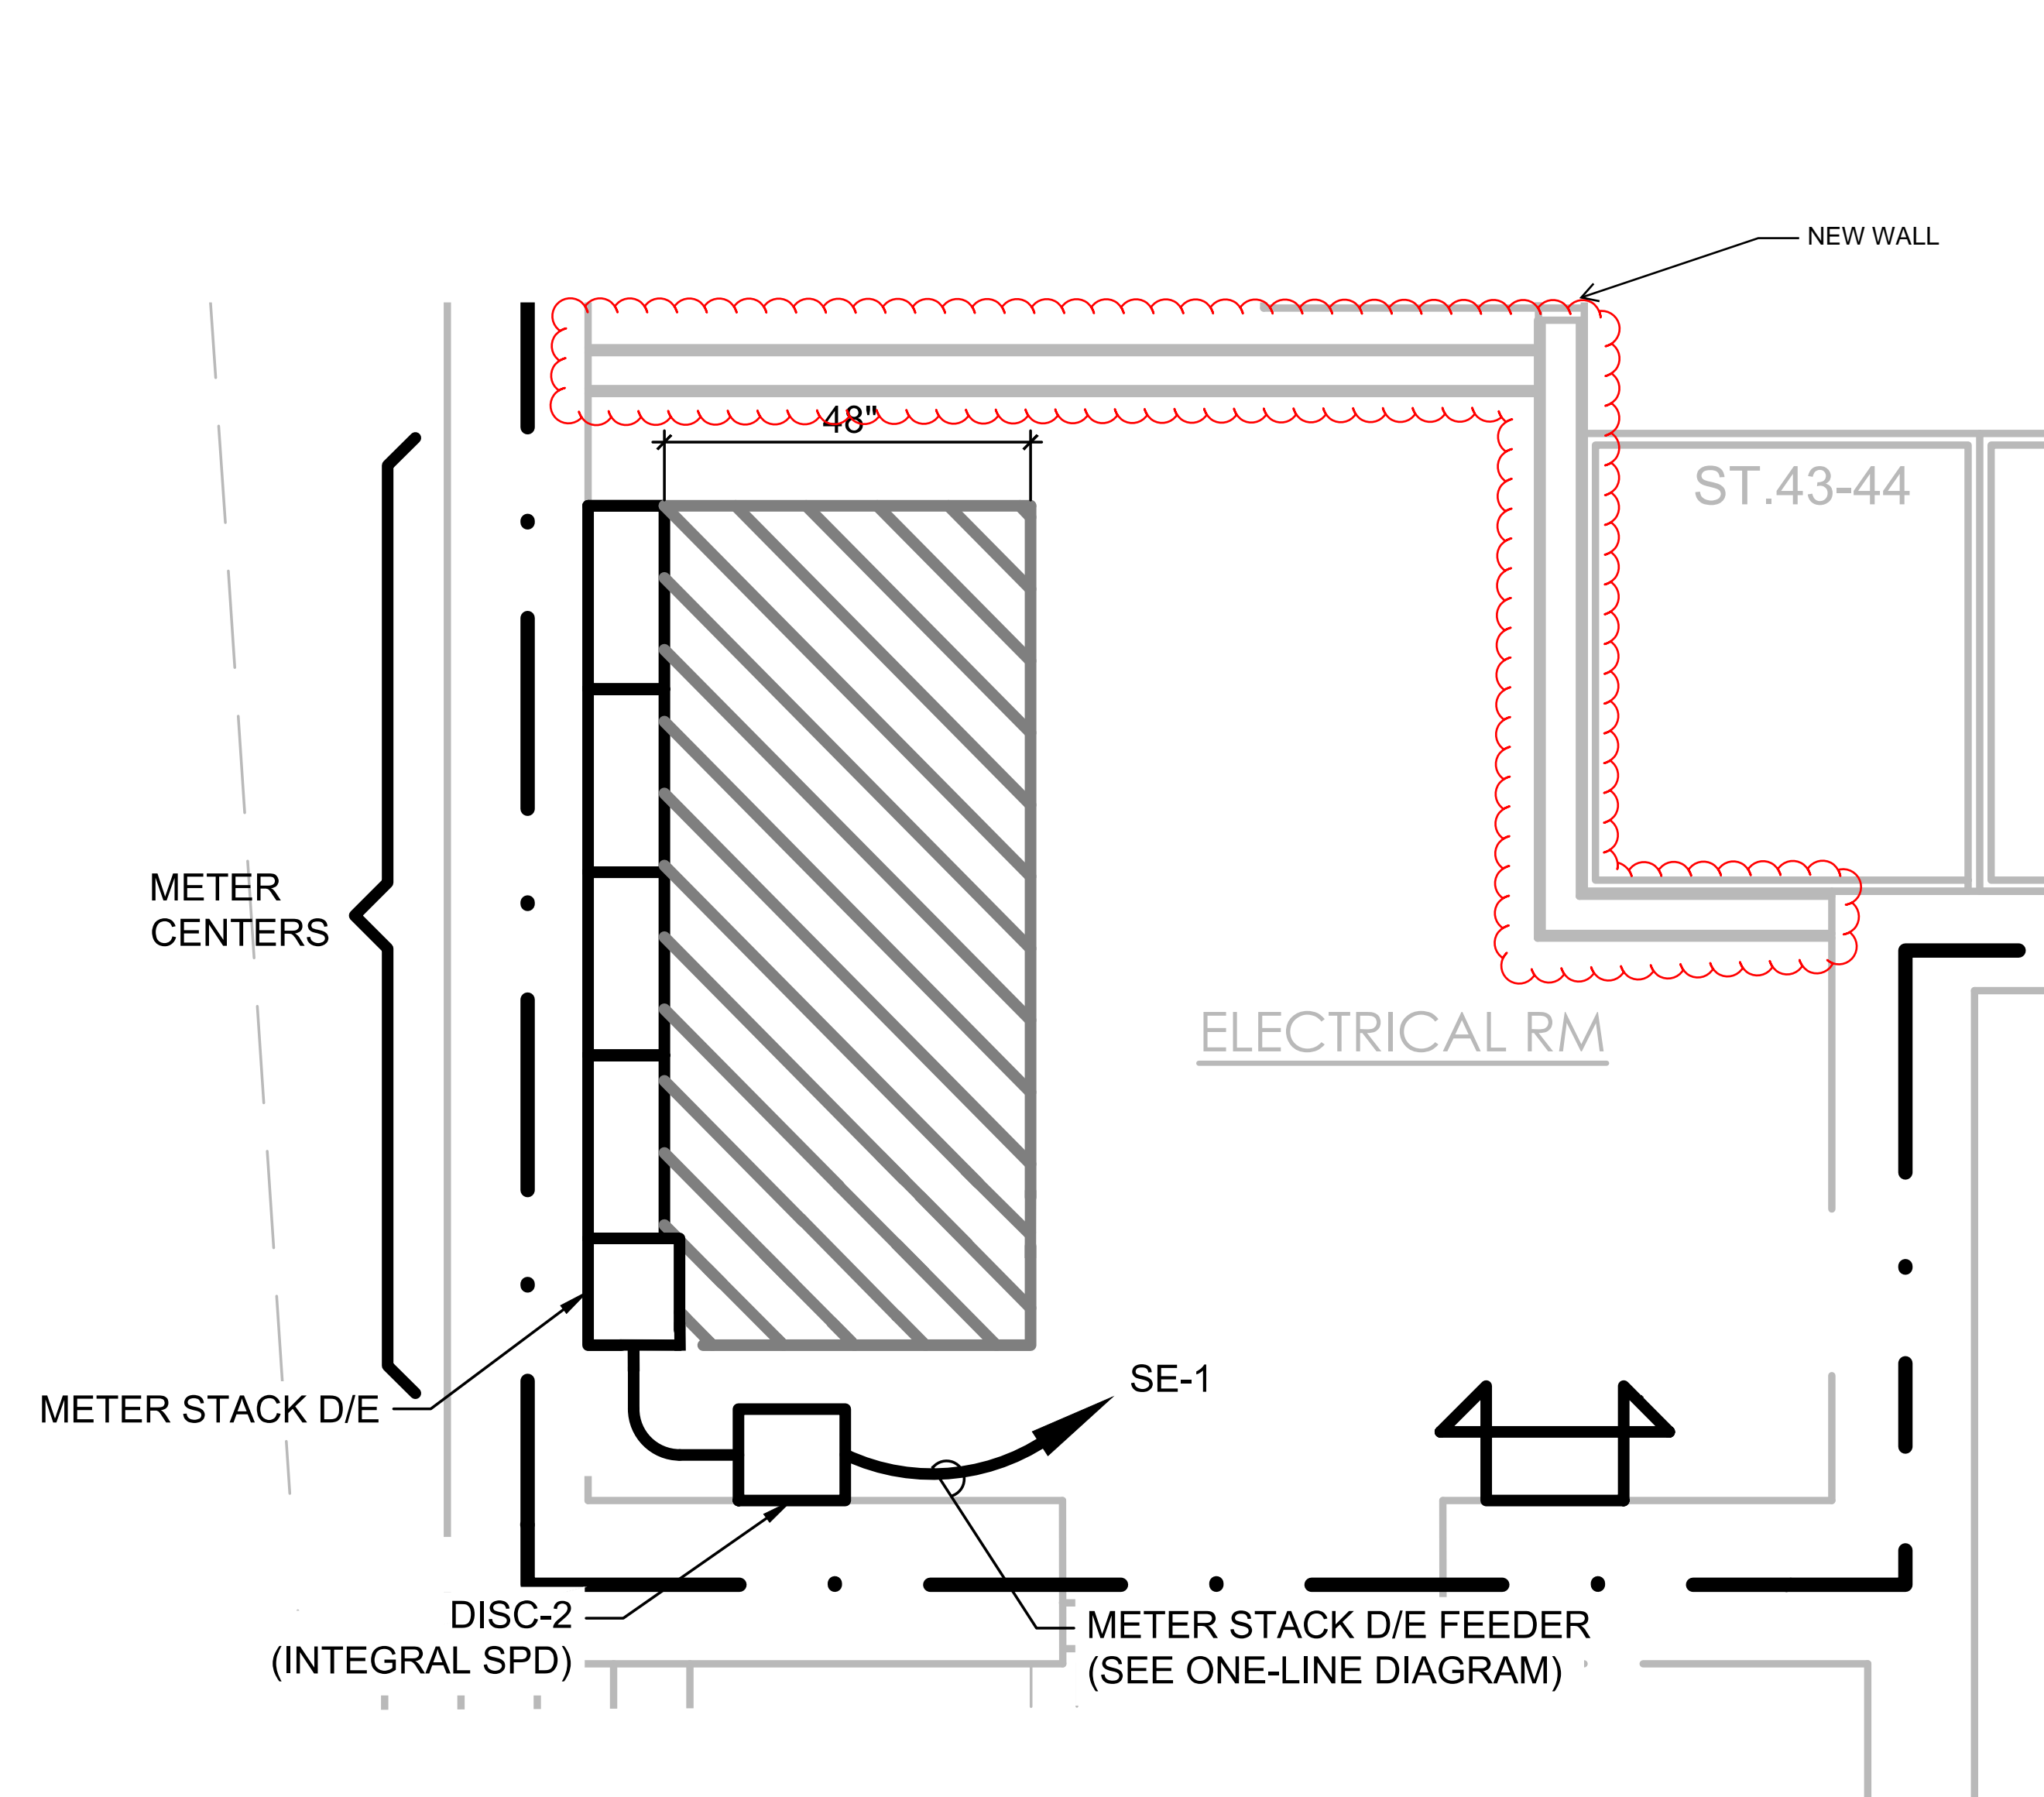 NEW WALL
48"
ST.43-44
METER
CENTERS
ELECTRICAL RM
SE-1
METER STACK D/E
DISC-2
(INTEGRAL SPD)
METER STACK D/E FEEDER
(SEE ONE-LINE DIAGRAM)